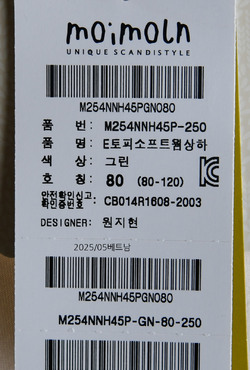 moimoln
UNIQUE SCANDISTYLE
M254NNH45PGN080
품 번: M254NNH45P-250
품 명: E토피소프트웜상하
색 상: 그린
호 칭: 80 (80-120)
안전확인신고
확인증번호: CB014R1608-2003
DESIGNER: 원지현
2025/05베트남
M254NNH45PGN080
M254NNH45P-GN-80-250